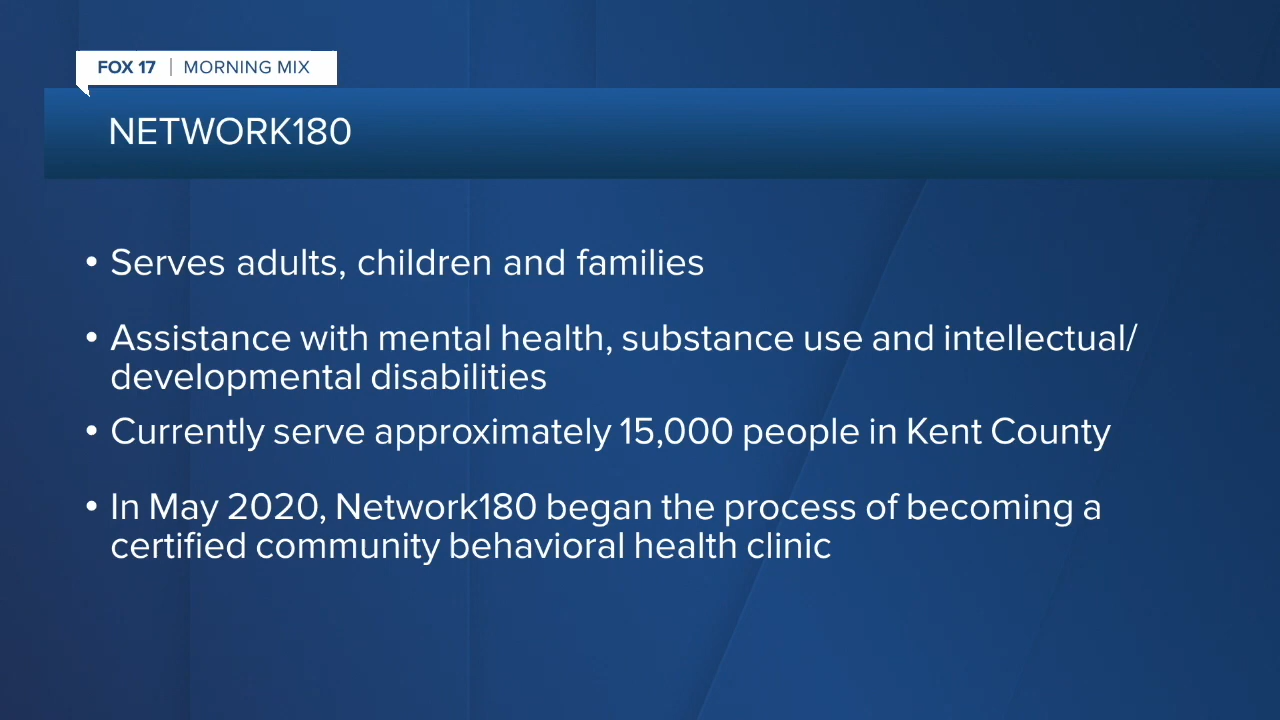 FOX 17 | MORNING MIX
NETWORK180
• Serves adults, children and families
• Assistance with mental health, substance use and intellectual/
developmental disabilities
• Currently serve approximately 15,000 people in Kent County
• In May 2020, Network180 began the process of becoming a
certified community behavioral health clinic